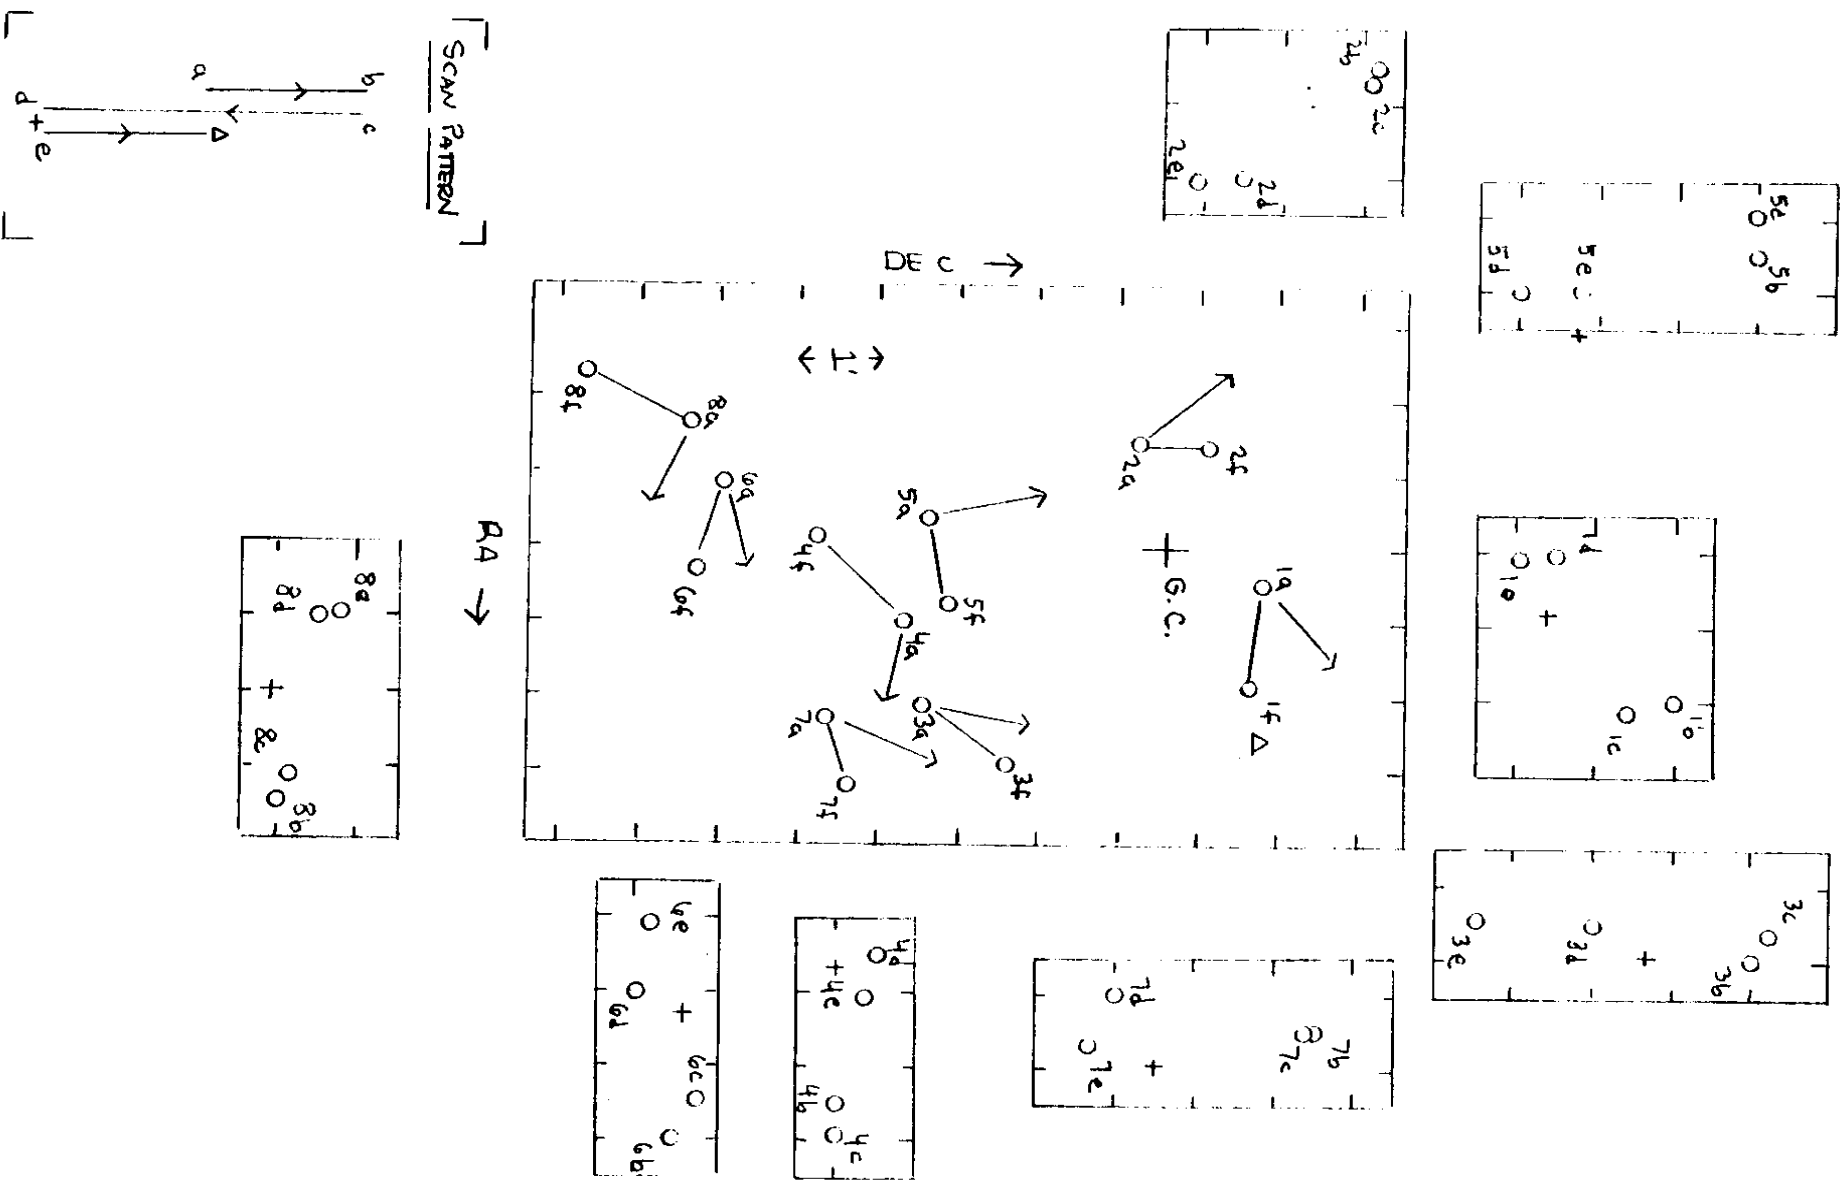 SCAN PATTERN
a
b
c
d
e
2b
2c
2e
2d
5c
5b
5e
5d
DEC →
1'
8f
8a
6a
6f
5a
5f
4f
4a
2a
2f
G.C.
1a
1f
3a
3f
7a
7f
RA →
8e
8d
8c
8b
1d
1e
1b
1c
3c
3b
3d
3e
6e
6d
6c
6b
4d
4e
4b
4c
7d
7e
7b
7c